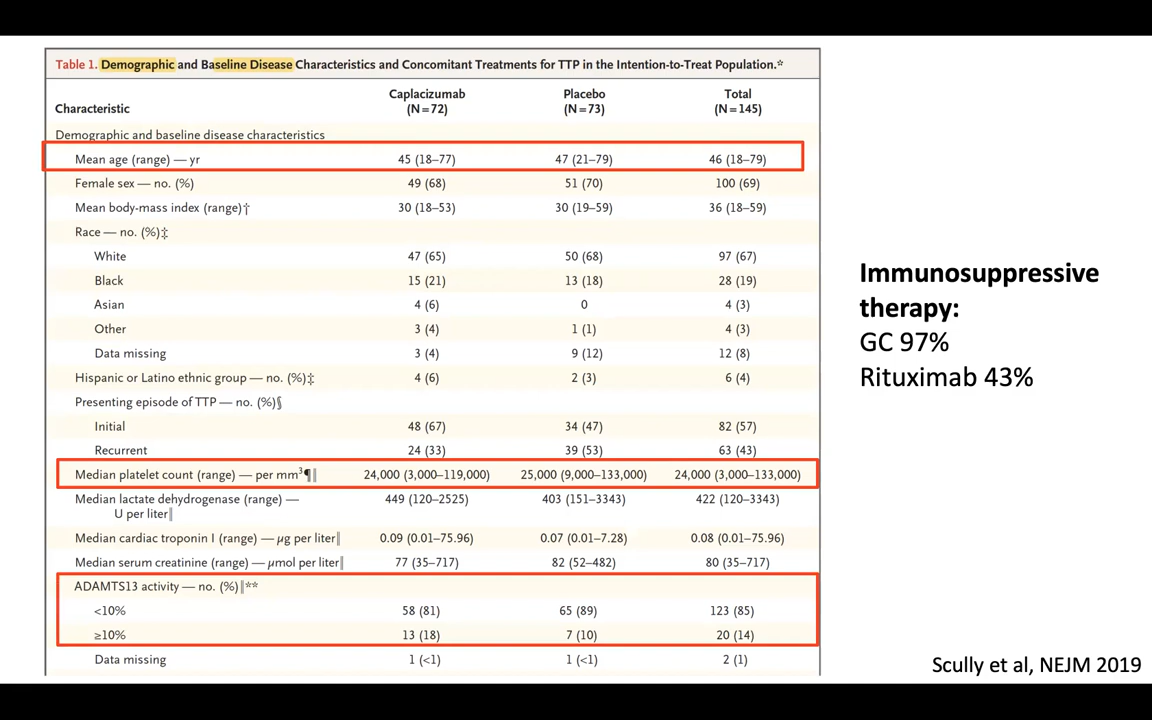 Table 1. Demographic and Baseline Disease Characteristics and Concomitant Treatments for TTP in the Intention-to-Treat Population.*
Characteristic Caplacizumab (N=72) Placebo (N=73) Total (N=145)
Demographic and baseline disease characteristics
Mean age (range) — yr 45 (18–77) 47 (21–79) 46 (18–79)
Female sex — no. (%) 49 (68) 51 (70) 100 (69)
Mean body-mass index (range)† 30 (18–53) 30 (19–59) 36 (18–59)
Race — no. (%)‡
White 47 (65) 50 (68) 97 (67)
Black 15 (21) 13 (18) 28 (19)
Asian 4 (6) 0 4 (3)
Other 3 (4) 1 (1) 4 (3)
Data missing 3 (4) 9 (12) 12 (8)
Hispanic or Latino ethnic group — no. (%)‡ 4 (6) 2 (3) 6 (4)
Presenting episode of TTP — no. (%)§
Initial 48 (67) 34 (47) 82 (57)
Recurrent 24 (33) 39 (53) 63 (43)
Median platelet count (range) — per mm³¶‖ 24,000 (3,000–119,000) 25,000 (9,000–133,000) 24,000 (3,000–133,000)
Median lactate dehydrogenase (range) — 449 (120–2525) 403 (151–3343) 422 (120–3343)
U per liter‖
Median cardiac troponin I (range) — µg per liter‖ 0.09 (0.01–75.96) 0.07 (0.01–7.28) 0.08 (0.01–75.96)
Median serum creatinine (range) — µmol per liter‖ 77 (35–717) 82 (52–482) 80 (35–717)
ADAMTS13 activity — no. (%)‖**
<10% 58 (81) 65 (89) 123 (85)
≥10% 13 (18) 7 (10) 20 (14)
Data missing 1 (<1) 1 (<1) 2 (1)
Immunosuppressive
therapy:
GC 97%
Rituximab 43%
Scully et al, NEJM 2019